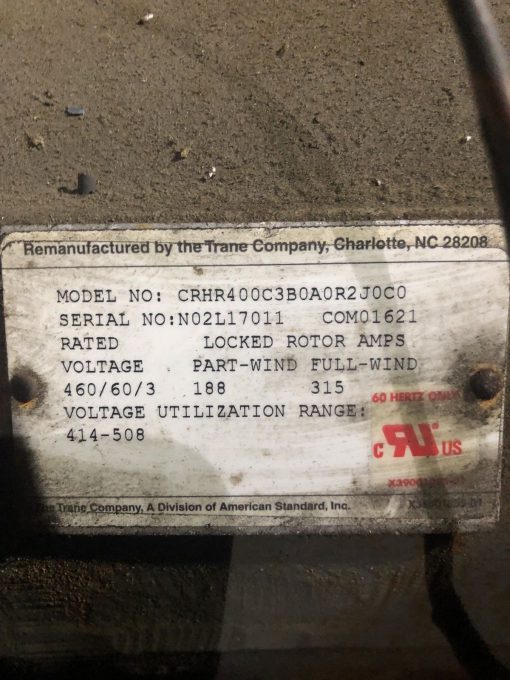 Remanufactured by the Trane Company, Charlotte, NC 28208
MODEL NO: CRHR400C3B0A0R2J0C0
SERIAL NO:N02L17011 COM01621
RATED LOCKED ROTOR AMPS
VOLTAGE PART-WIND FULL-WIND
460/60/3 188 315
60 HERTZ ONLY
VOLTAGE UTILIZATION RANGE:
414-508
c RU ® US
The Trane Company, A Division of American Standard, Inc.